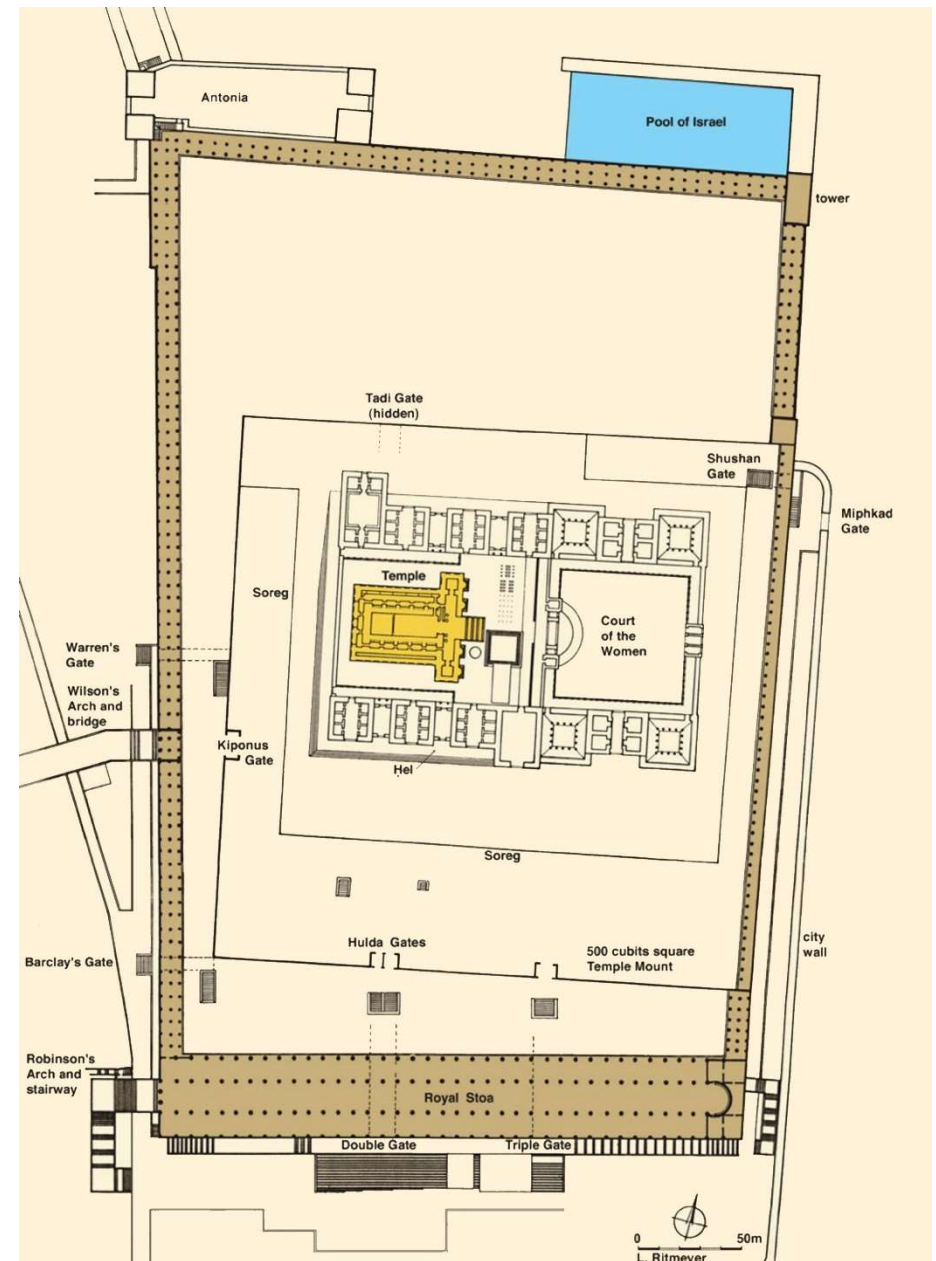 Antonia
Pool of Israel
tower
Tadi Gate
(hidden)
Shushan
Gate
Miphkad
Gate
Temple
Soreg
Court
of the
Women
Warren's
Gate
Wilson's
Arch and
bridge
Kiponus
Gate
Hel
Soreg
Hulda Gates
500 cubits square
Temple Mount
city
wall
Barclay's Gate
Robinson's
Arch and
stairway
Royal Stoa
Double Gate
Triple Gate
0
50m
L. Ritmeyer